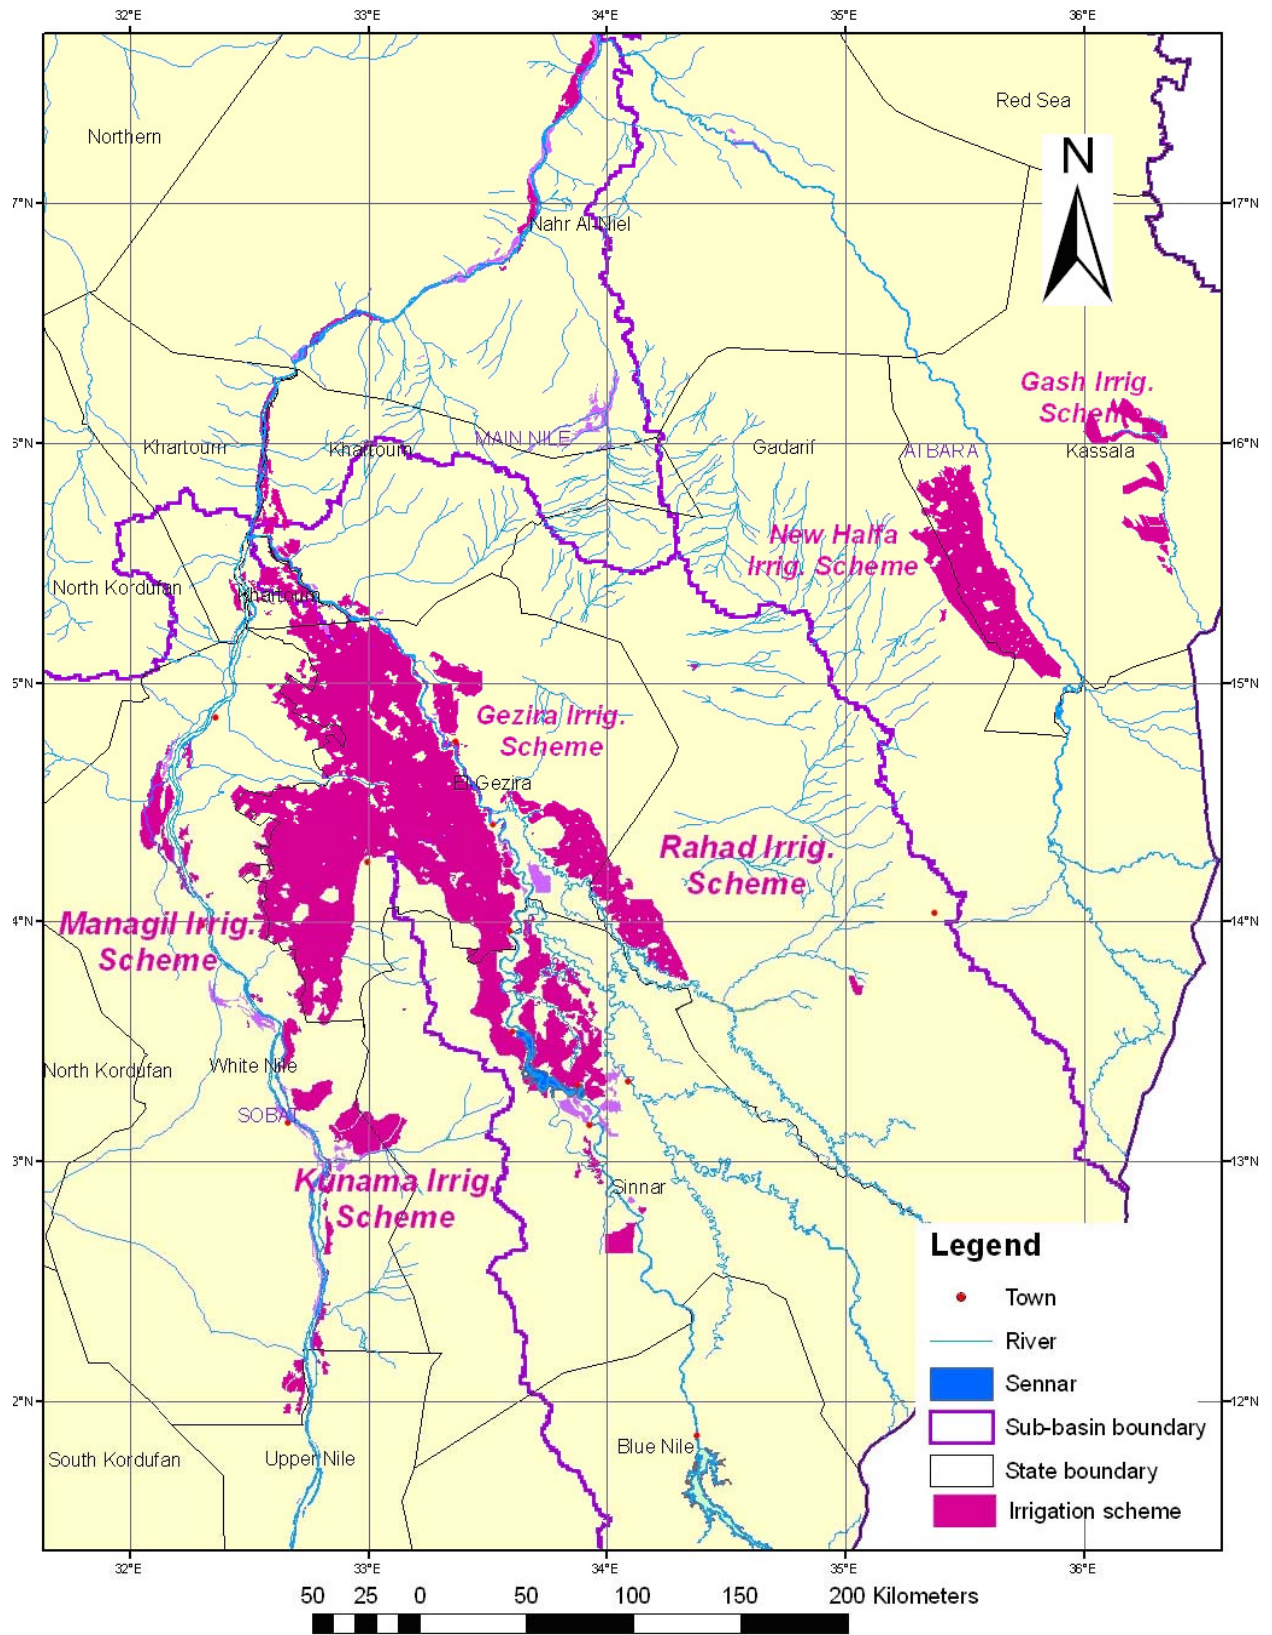 32°E 33°E 34°E 35°E 36°E
Red Sea
Northern
N
17°N 17°N
Nahr Al-Niel
Gash Irrig.
Scheme
MAIN NILE
6°N 16°N
Khartoum Khartoum Gadarif ATBARA Kassala
New Halfa
Irrig. Scheme
North Kordufan Khartoum
5°N 15°N
Gezira Irrig.
Scheme
El-Gezira
Rahad Irrig.
Scheme
4°N 14°N
Managil Irrig.
Scheme
North Kordufan White Nile
SOBAT
3°N 13°N
Kunama Irrig.
Scheme
Sinnar
Legend
Town
River
Sennar
2°N 12°N
Sub-basin boundary
Blue Nile
South Kordufan Upper Nile
State boundary
Irrigation scheme
32°E 33°E 34°E 35°E 36°E
50 25 0 50 100 150 200 Kilometers